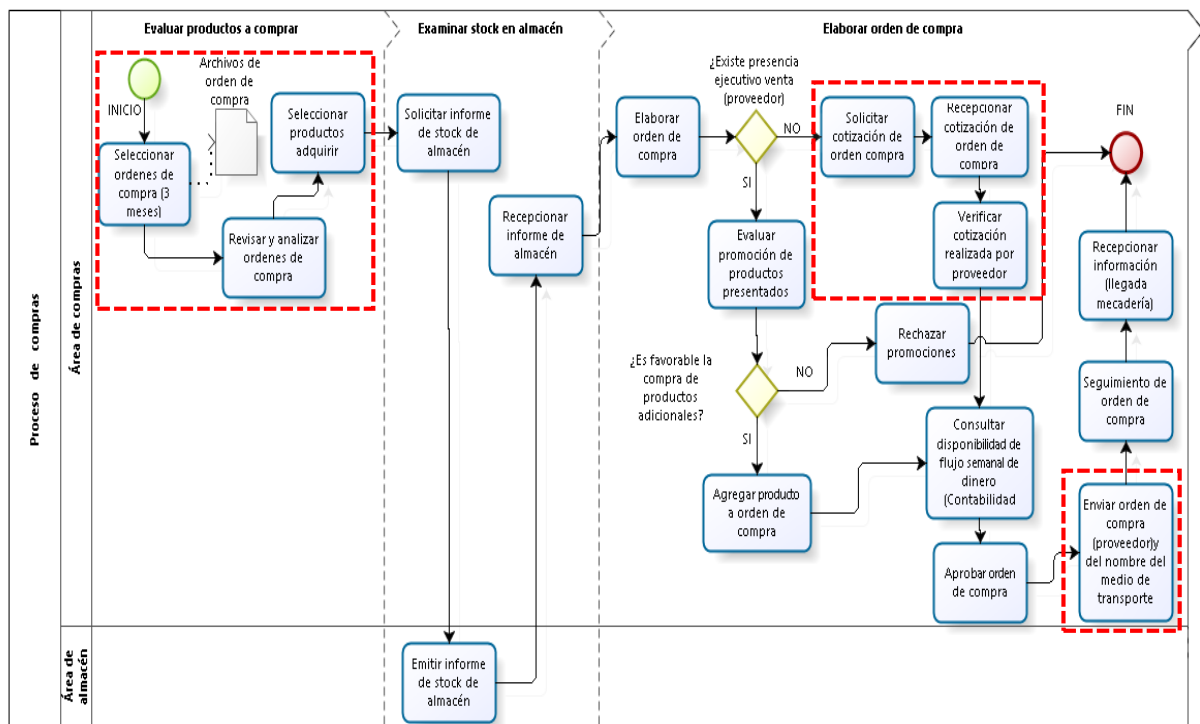 Evaluar productos a comprar
Examinar stock en almacén
Elaborar orden de compra
Proceso de compras
Área de compras
INICIO
Archivos de
orden de
compra
Seleccionar
ordenes de
compra (3
meses)
Revisar y analizar
ordenes de
compra
Seleccionar
productos
adquirir
Solicitar informe
de stock de
almacén
Recepcionar
informe de
almacén
Elaborar
orden de
compra
¿Existe presencia
ejecutivo venta
(proveedor)
NO
SI
Solicitar
cotización de
orden compra
Recepcionar
cotización de
orden de
compra
Verificar
cotización
realizada por
proveedor
Evaluar
promoción de
productos
presentados
¿Es favorable la
compra de
productos
adicionales?
NO
SI
Rechazar
promociones
Agregar producto
a orden de
compra
Consultar
disponibilidad de
flujo semanal de
dinero
(Contabilidad
Aprobar orden
de compra
Enviar orden de
compra
(proveedor)y
del nombre del
medio de
transporte
Seguimiento de
orden de
compra
Recepcionar
información
(llegada
mecadería)
FIN
Área de
almacén
Emitir informe
de stock de
almacén